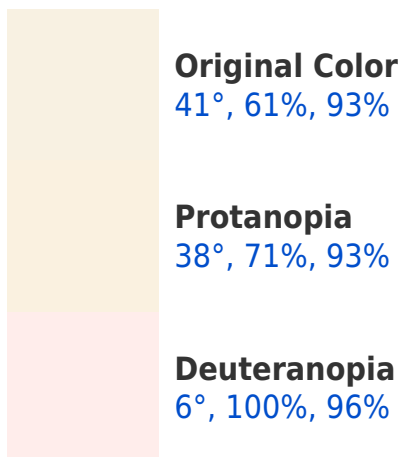 Original Color
41°, 61%, 93%
Protanopia
38°, 71%, 93%
Deuteranopia
6°, 100%, 96%